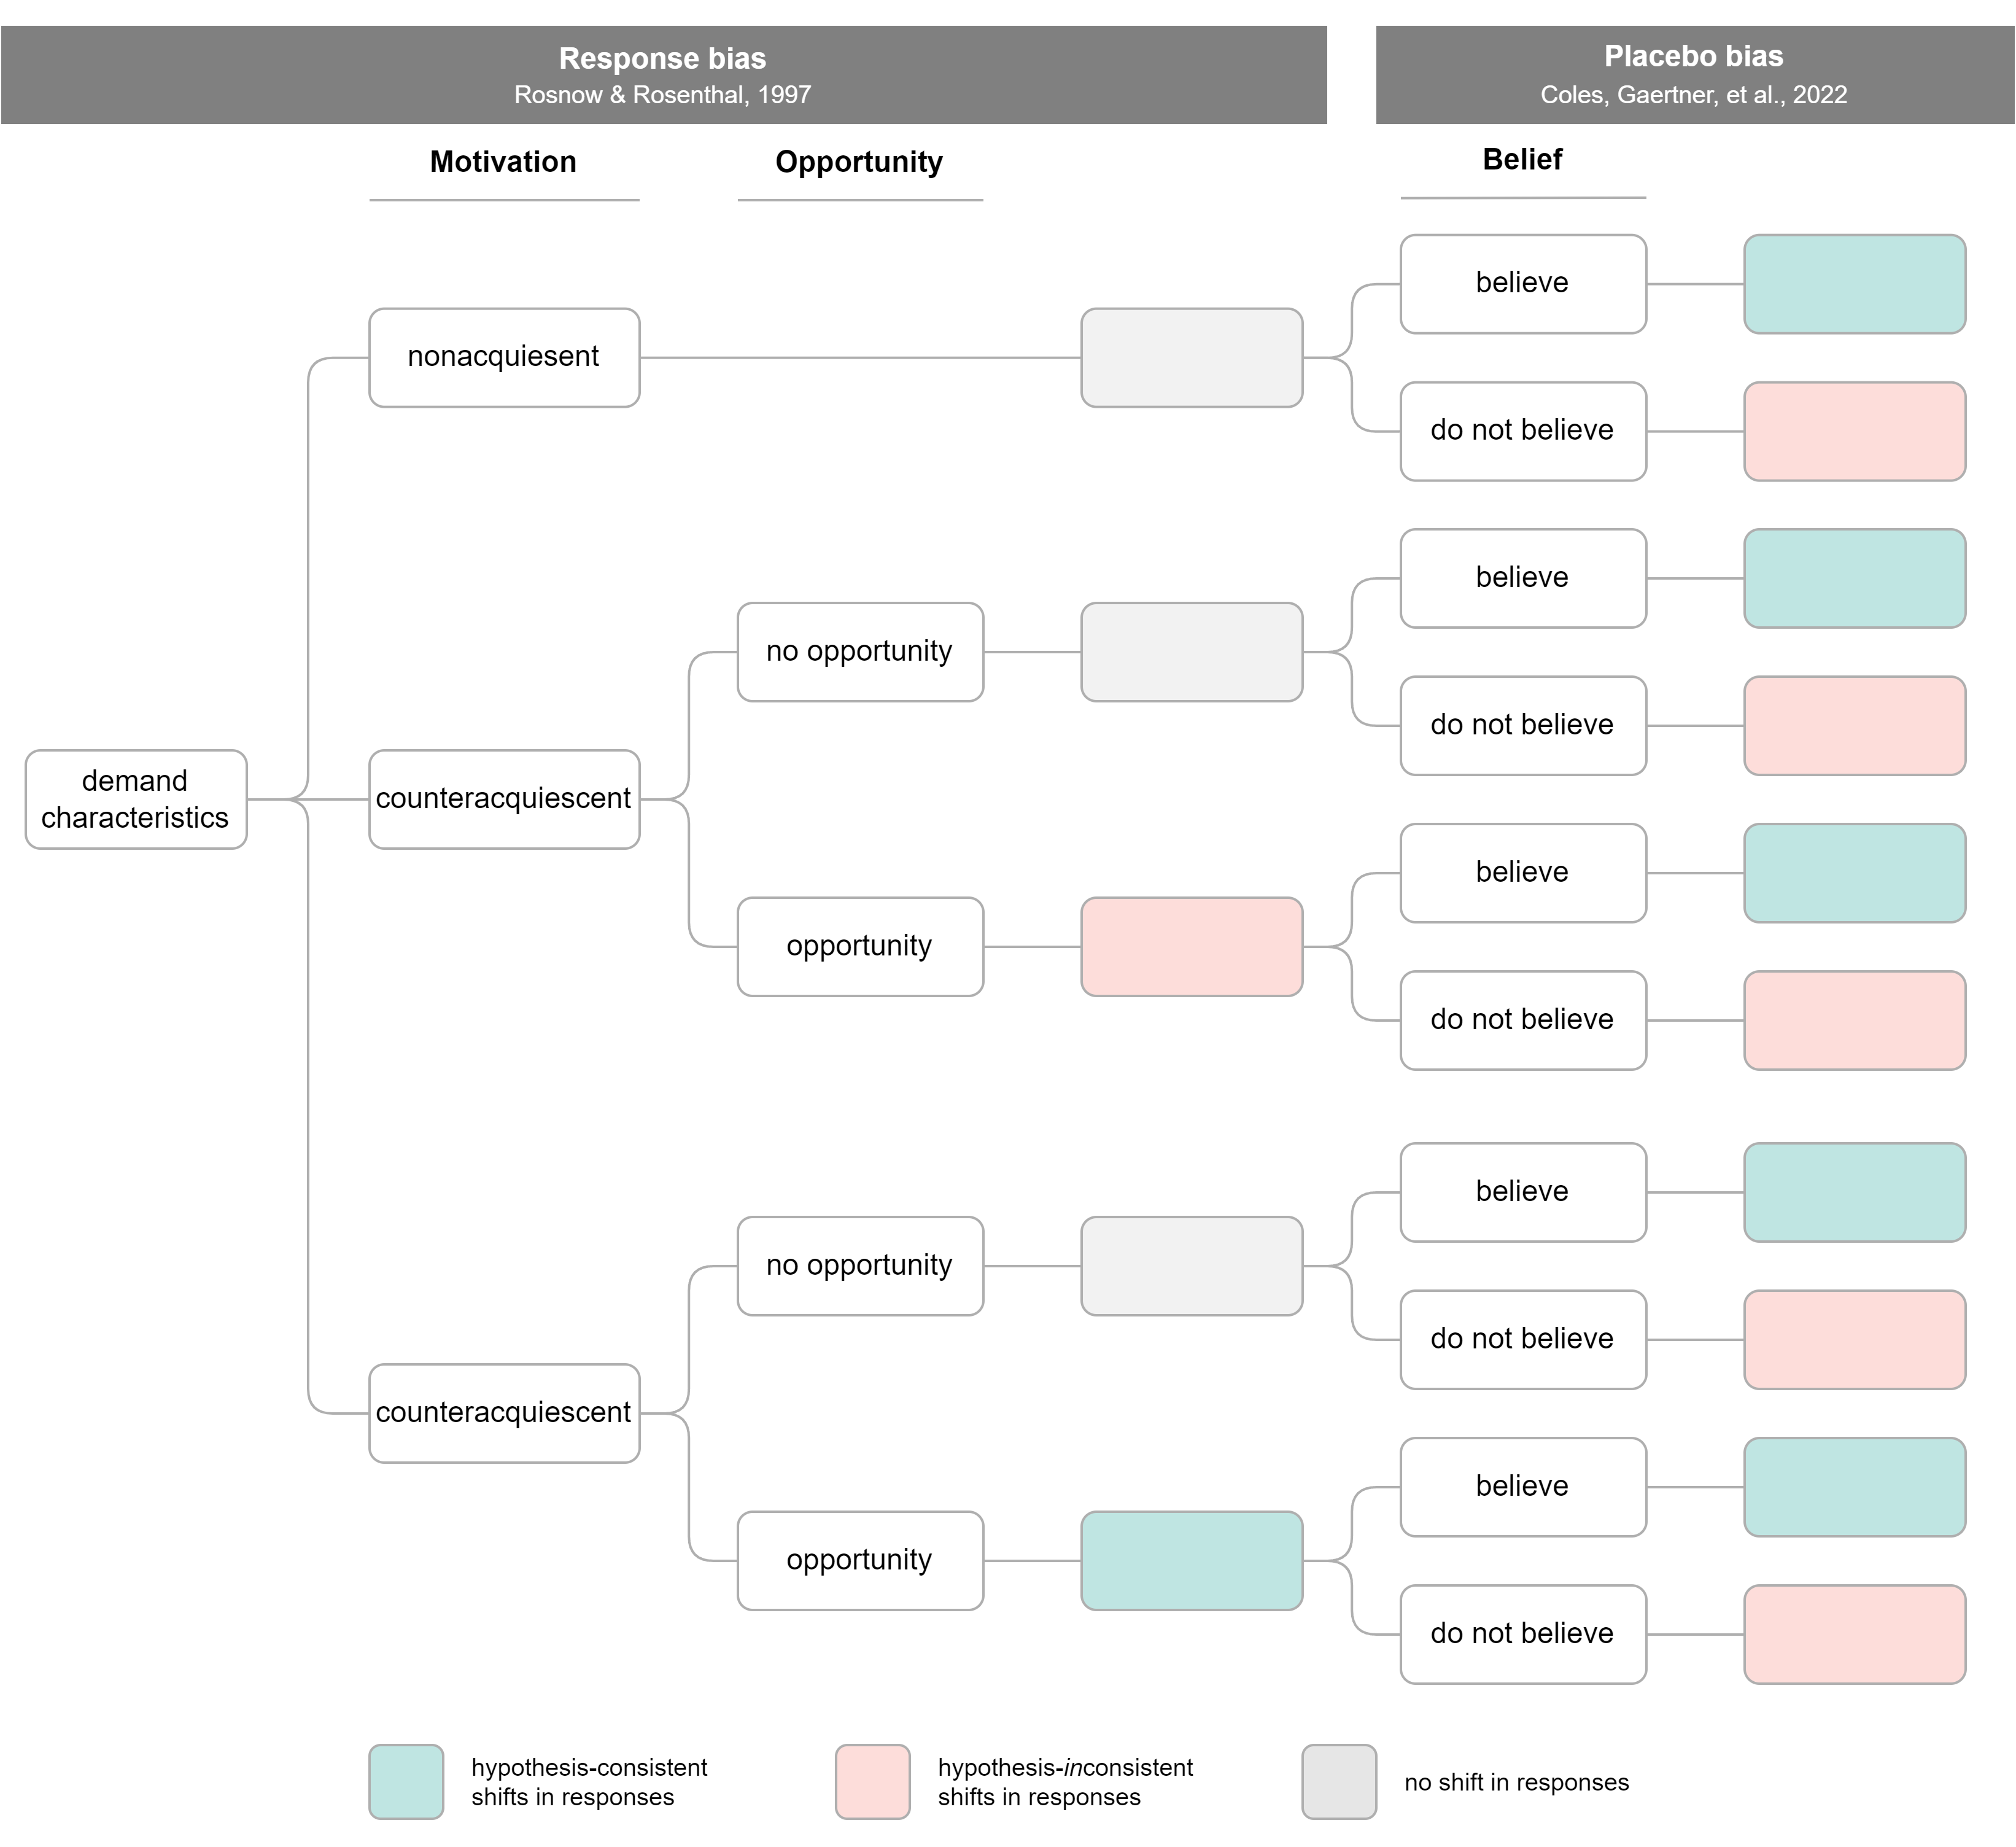 Response bias
Rosnow & Rosenthal, 1997
Placebo bias
Coles, Gaertner, et al., 2022
Motivation
Opportunity
Belief
believe
nonacquiesent
do not believe
believe
no opportunity
do not believe
demand
characteristics
counteracquiescent
believe
opportunity
do not believe
believe
no opportunity
do not believe
counteracquiescent
believe
opportunity
do not believe
hypothesis-consistent
shifts in responses
hypothesis-inconsistent
shifts in responses
no shift in responses